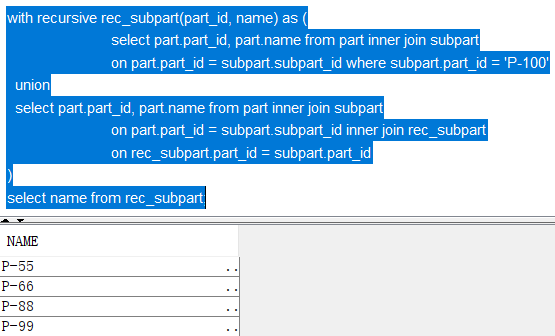 with recursive rec_subpart(part_id, name) as (
select part.part_id, part.name from part inner join subpart
on part.part_id = subpart.subpart_id where subpart.part_id = 'P-100'
union
select part.part_id, part.name from part inner join subpart
on part.part_id = subpart.subpart_id inner join rec_subpart
on rec_subpart.part_id = subpart.part_id
)
select name from rec_subpart;
NAME
P-55 ..
P-66 ..
P-88 ..
P-99 ..